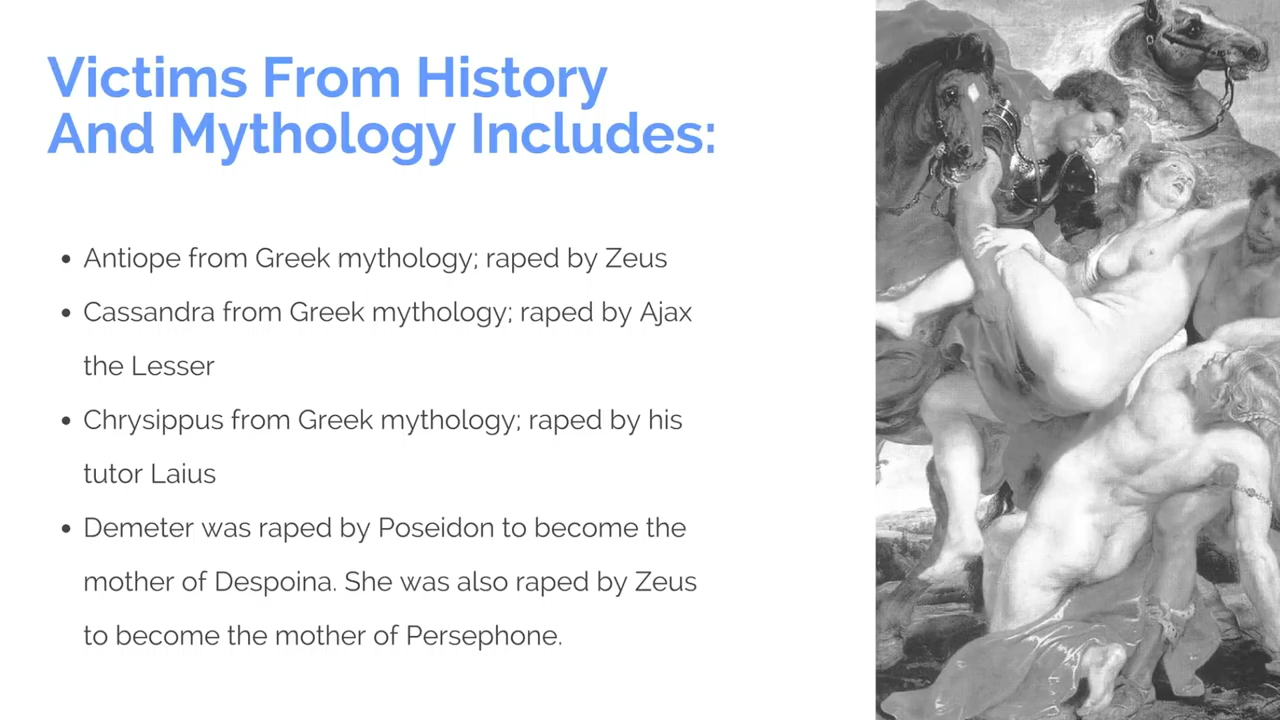 Victims From History
And Mythology Includes:
• Antiope from Greek mythology; raped by Zeus
• Cassandra from Greek mythology; raped by Ajax
the Lesser
• Chrysippus from Greek mythology; raped by his
tutor Laius
• Demeter was raped by Poseidon to become the
mother of Despoina. She was also raped by Zeus
to become the mother of Persephone.